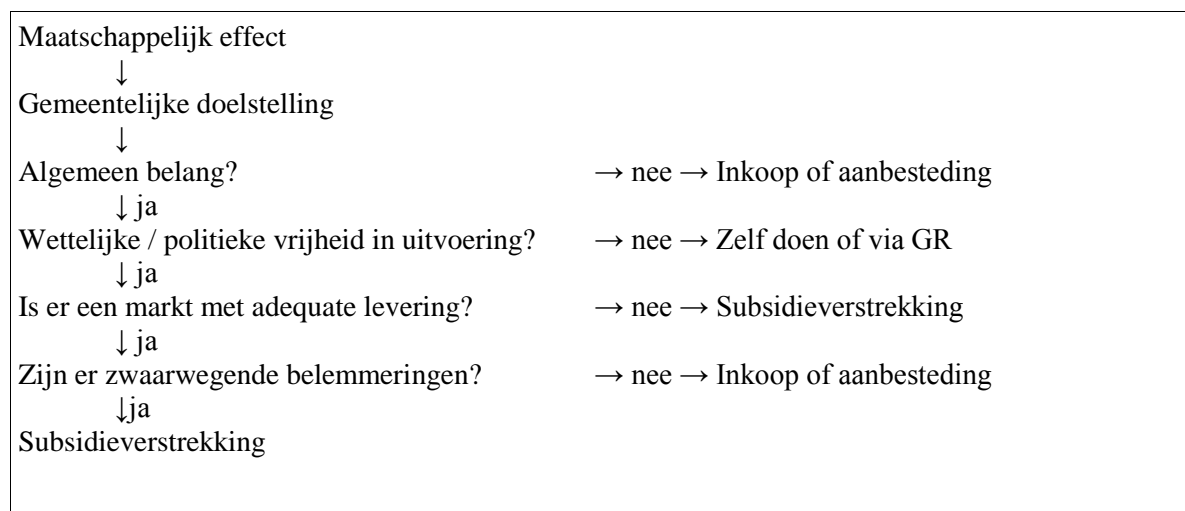 Maatschappelijk effect
↓
Gemeentelijke doelstelling
↓
Algemeen belang? → nee → Inkoop of aanbesteding
↓ ja
Wettelijke / politieke vrijheid in uitvoering? → nee → Zelf doen of via GR
↓ ja
Is er een markt met adequate levering? → nee → Subsidieverstrekking
↓ ja
Zijn er zwaarwegende belemmeringen? → nee → Inkoop of aanbesteding
↓ja
Subsidieverstrekking